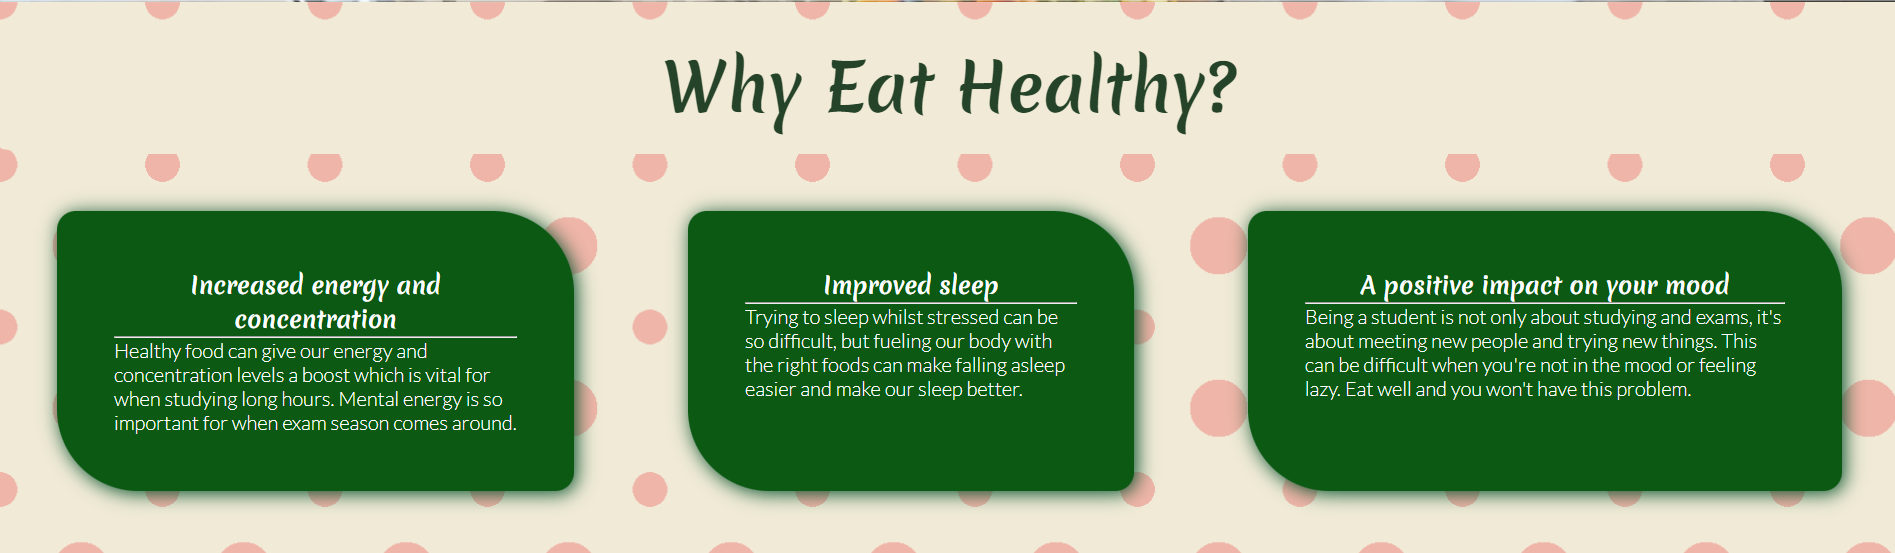 Why Eat Healthy?
Increased energy and
concentration
Healthy food can give our energy and
concentration levels a boost which is vital for
when studying long hours. Mental energy is so
important for when exam season comes around.
Improved sleep
Trying to sleep whilst stressed can be
so difficult, but fueling our body with
the right foods can make falling asleep
easier and make our sleep better.
A positive impact on your mood
Being a student is not only about studying and exams, it's
about meeting new people and trying new things. This
can be difficult when you're not in the mood or feeling
lazy. Eat well and you won't have this problem.